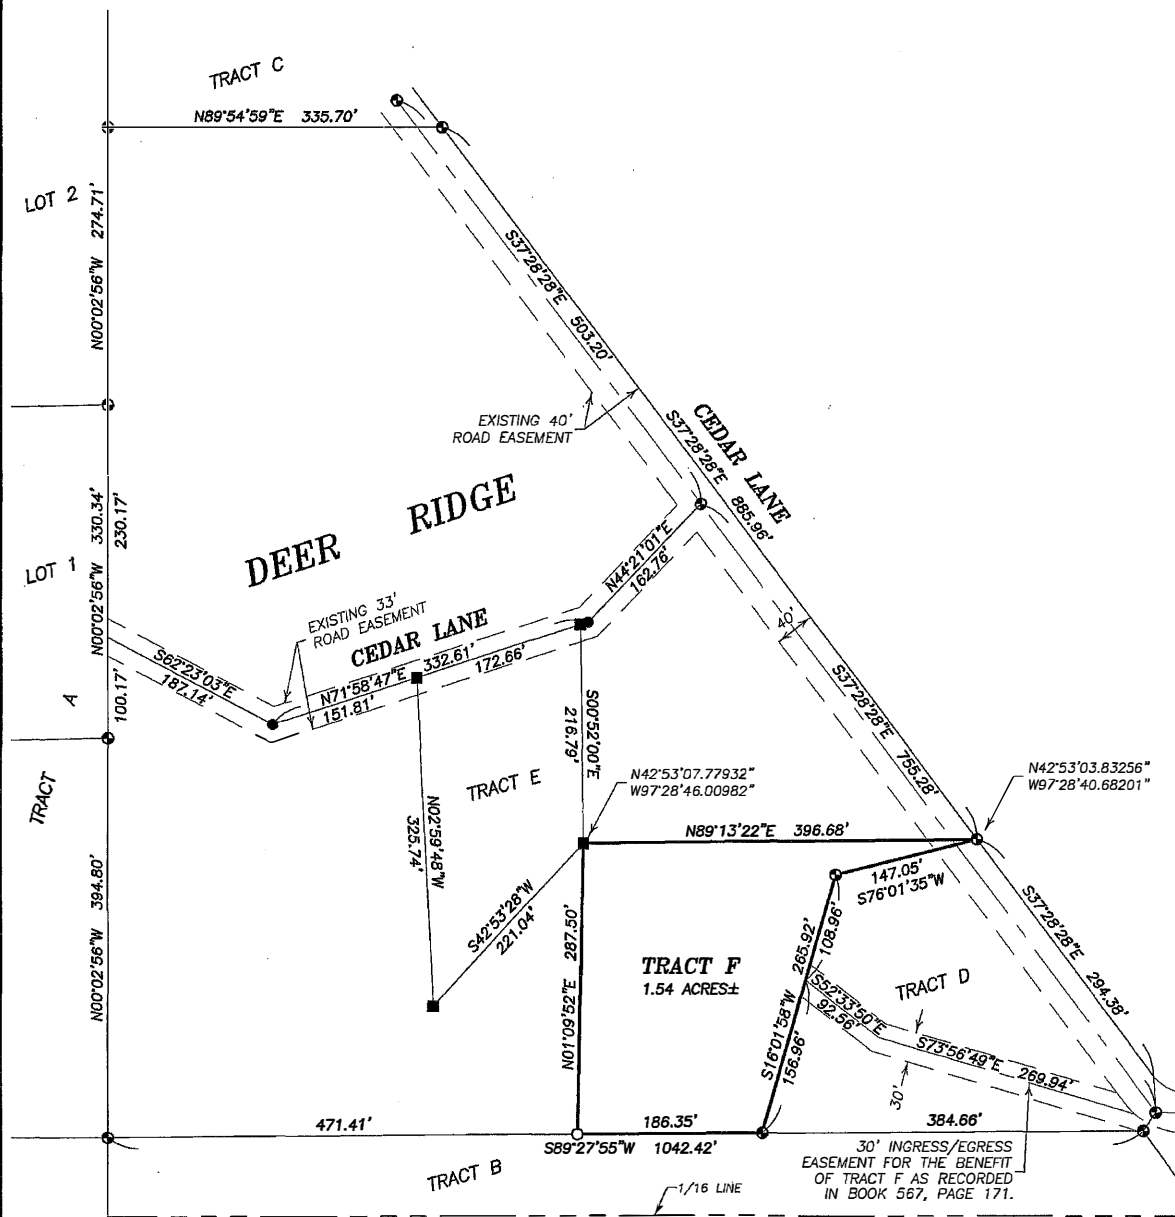 TRACT C
N89°54'59"E 335.70'
LOT 2
N00°02'56"W 274.71'
S37°28'28"E 503.20'
EXISTING 40'
ROAD EASEMENT
CEDAR LANE
S37°28'28"E 885.96'
DEER RIDGE
LOT 1
N00°02'56"W 330.34'
230.17'
100.17'
N44°21'01"E
162.76'
EXISTING 33'
ROAD EASEMENT
CEDAR LANE
S62°23'03"E
187.14'
N71°58'47"E 332.61'
151.81'
172.66'
40'
S37°28'28"E 755.28'
TRACT A
S00°52'00"E
216.79'
TRACT E
N42°53'07.77932"
W97°28'46.00982"
N42°53'03.83256"
W97°28'40.68201"
N02°59'48"W
325.74'
N89°13'22"E 396.68'
147.05'
S76°01'35"W
S42°53'28"W
221.04'
N00°02'56"W 394.80'
N01°09'52"E 287.50'
TRACT F
1.54 ACRES±
S16°01'58"W 265.92'
108.96'
156.96'
S37°28'28"E 294.38'
TRACT D
S52°33'50"E
92.56'
S73°56'49"E 269.94'
30'
471.41'
186.35'
384.66'
S89°27'55"W 1042.42'
30' INGRESS/EGRESS
EASEMENT FOR THE BENEFIT
OF TRACT F AS RECORDED
IN BOOK 567, PAGE 171.
TRACT B
1/16 LINE